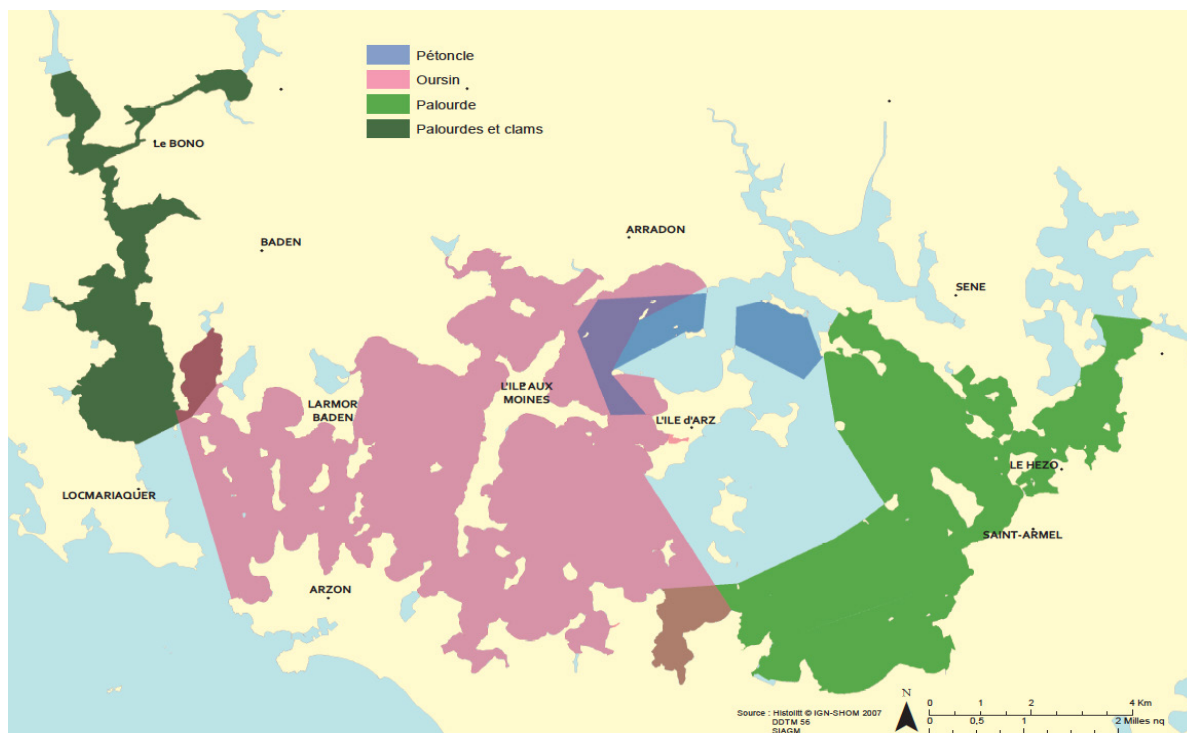 Pétoncle
Oursin
Palourde
Palourdes et clams
Le BONO
BADEN
ARRADON
SENE
L'ILE AUX
MOINES
LARMOR
BADEN
L'ILE d'ARZ
LE HEZO
LOCMARIAQUER
SAINT-ARMEL
ARZON
N
0 1 2 4 Km
0 0,5 1 2 Milles nq
Source : Histolitt © IGN-SHOM 2007
DDTM 56
SIAGM